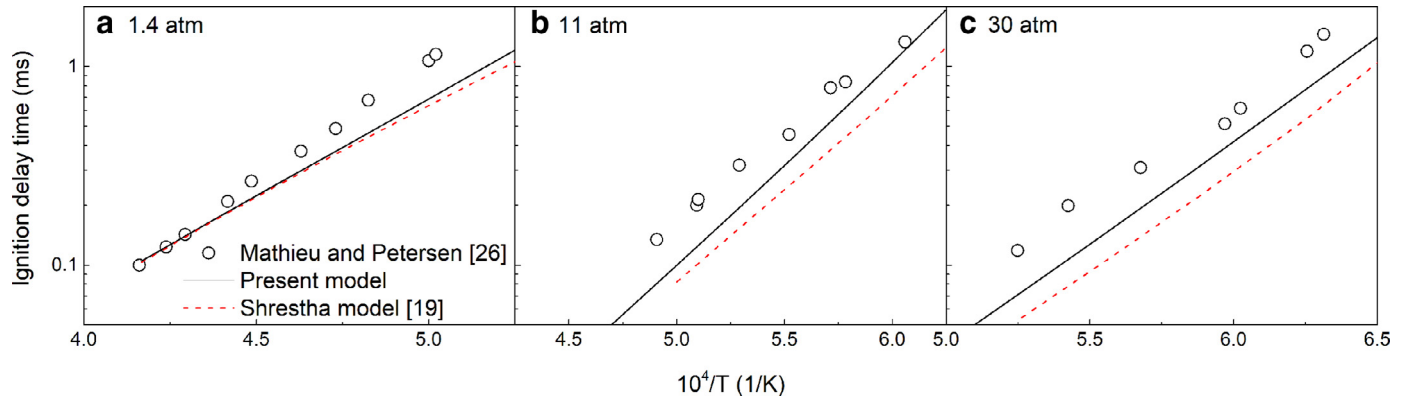 a 1.4 atm
b 11 atm
c 30 atm
Ignition delay time (ms)
1
0.1
Mathieu and Petersen [26]
Present model
Shrestha model [19]
4.0 4.5 5.0
4.5 5.0 5.5 6.0
5.0 5.5 6.0 6.5
10⁴/T (1/K)